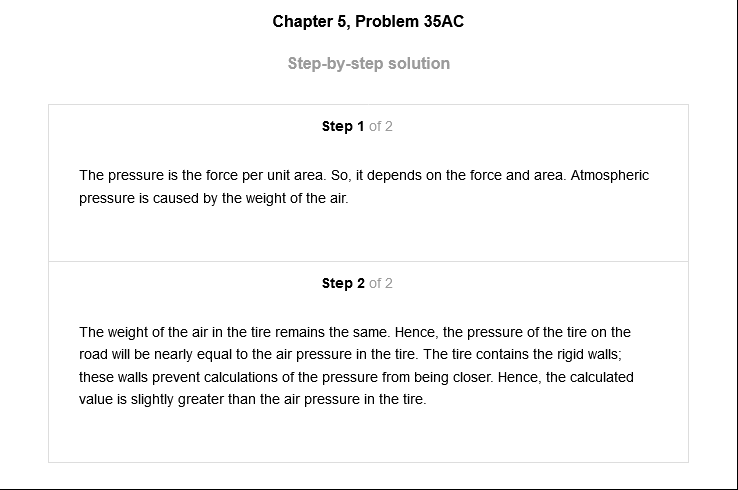 Chapter 5, Problem 35AC
Step-by-step solution
Step 1 of 2
The pressure is the force per unit area. So, it depends on the force and area. Atmospheric
pressure is caused by the weight of the air.
Step 2 of 2
The weight of the air in the tire remains the same. Hence, the pressure of the tire on the
road will be nearly equal to the air pressure in the tire. The tire contains the rigid walls;
these walls prevent calculations of the pressure from being closer. Hence, the calculated
value is slightly greater than the air pressure in the tire.